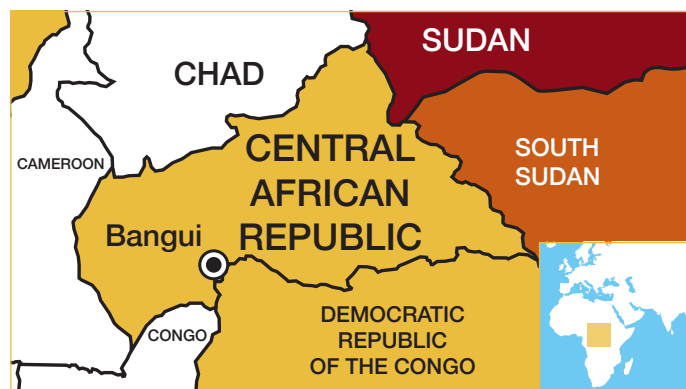 SUDAN
CHAD
CENTRAL
AFRICAN
REPUBLIC
SOUTH
SUDAN
CAMEROON
Bangui
DEMOCRATIC
REPUBLIC
OF THE CONGO
CONGO